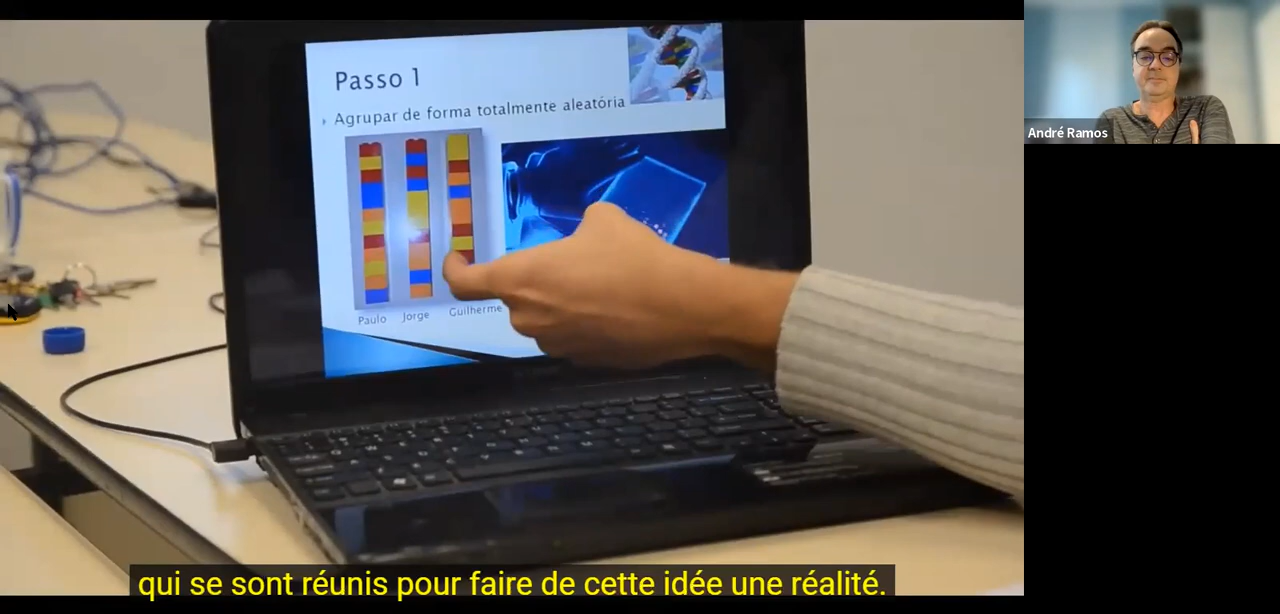 Passo 1
Agrupar de forma totalmente aleatória
Paulo Jorge Guilherme
André Ramos
qui se sont réunis pour faire de cette idée une réalité.